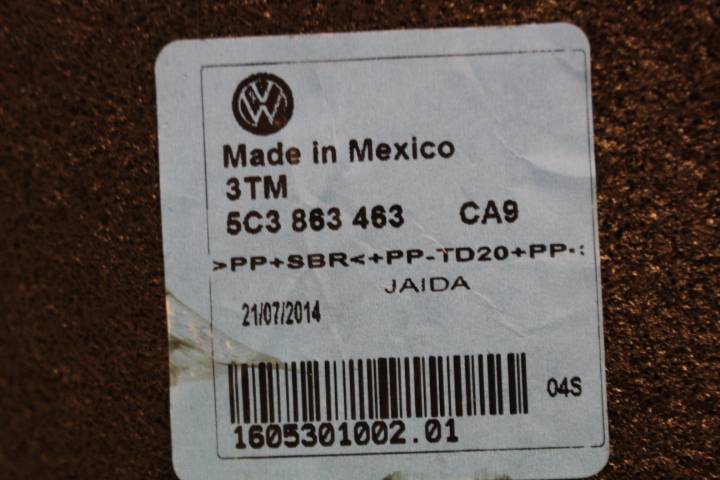 VW
Made in Mexico
3TM
5C3 863 463 CA9
>PP+SBR<+PP-TD20+PP-
JAIDA
21/07/2014
04S
1605301002.01